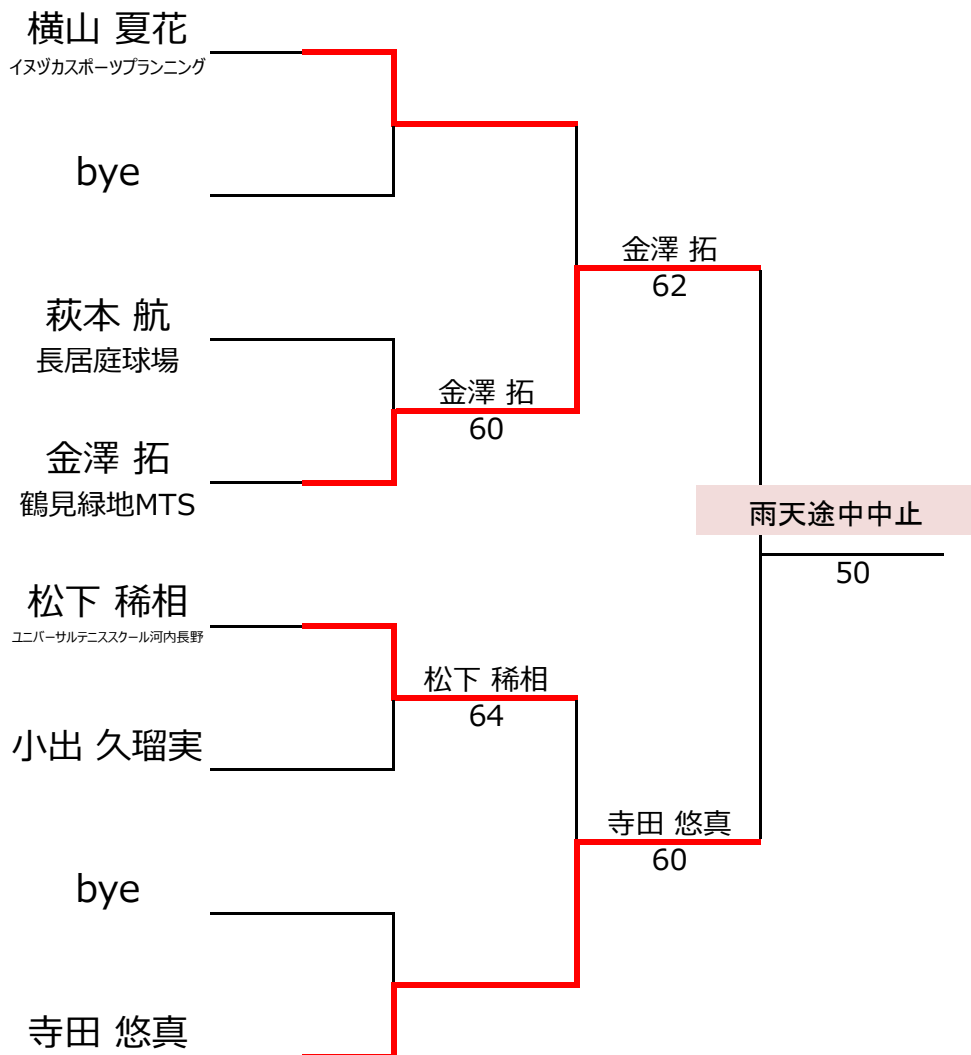 横山 夏花
イヌヅカスポーツプランニング
bye
萩本 航
長居庭球場
金澤 拓
鶴見緑地MTS
松下 稀相
ユニバーサルテニススクール河内長野
小出 久瑠実
bye
寺田 悠真
金澤 拓
60
松下 稀相
64
金澤 拓
62
寺田 悠真
60
雨天途中中止
50